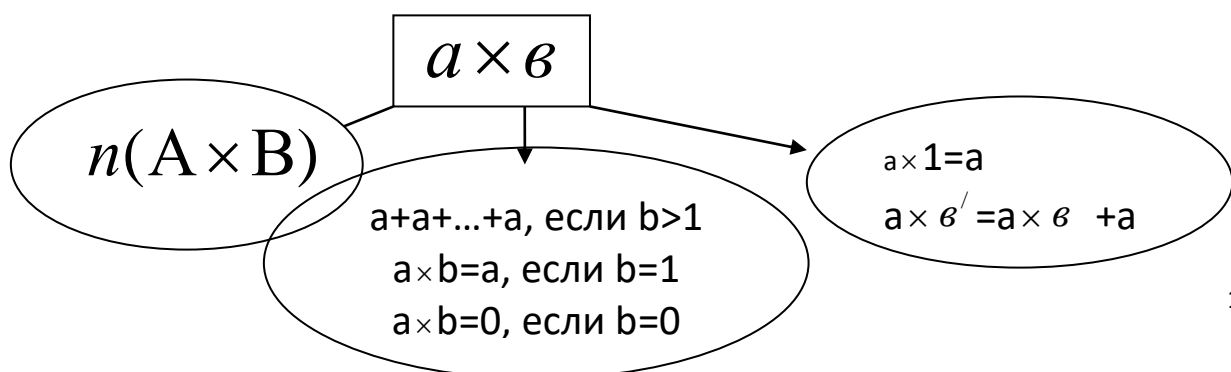 а × в
n(A × B)
a+a+…+a, если b>1
a×b=a, если b=1
a×b=0, если b=0
a×1=a
a× в′ =a× в +a